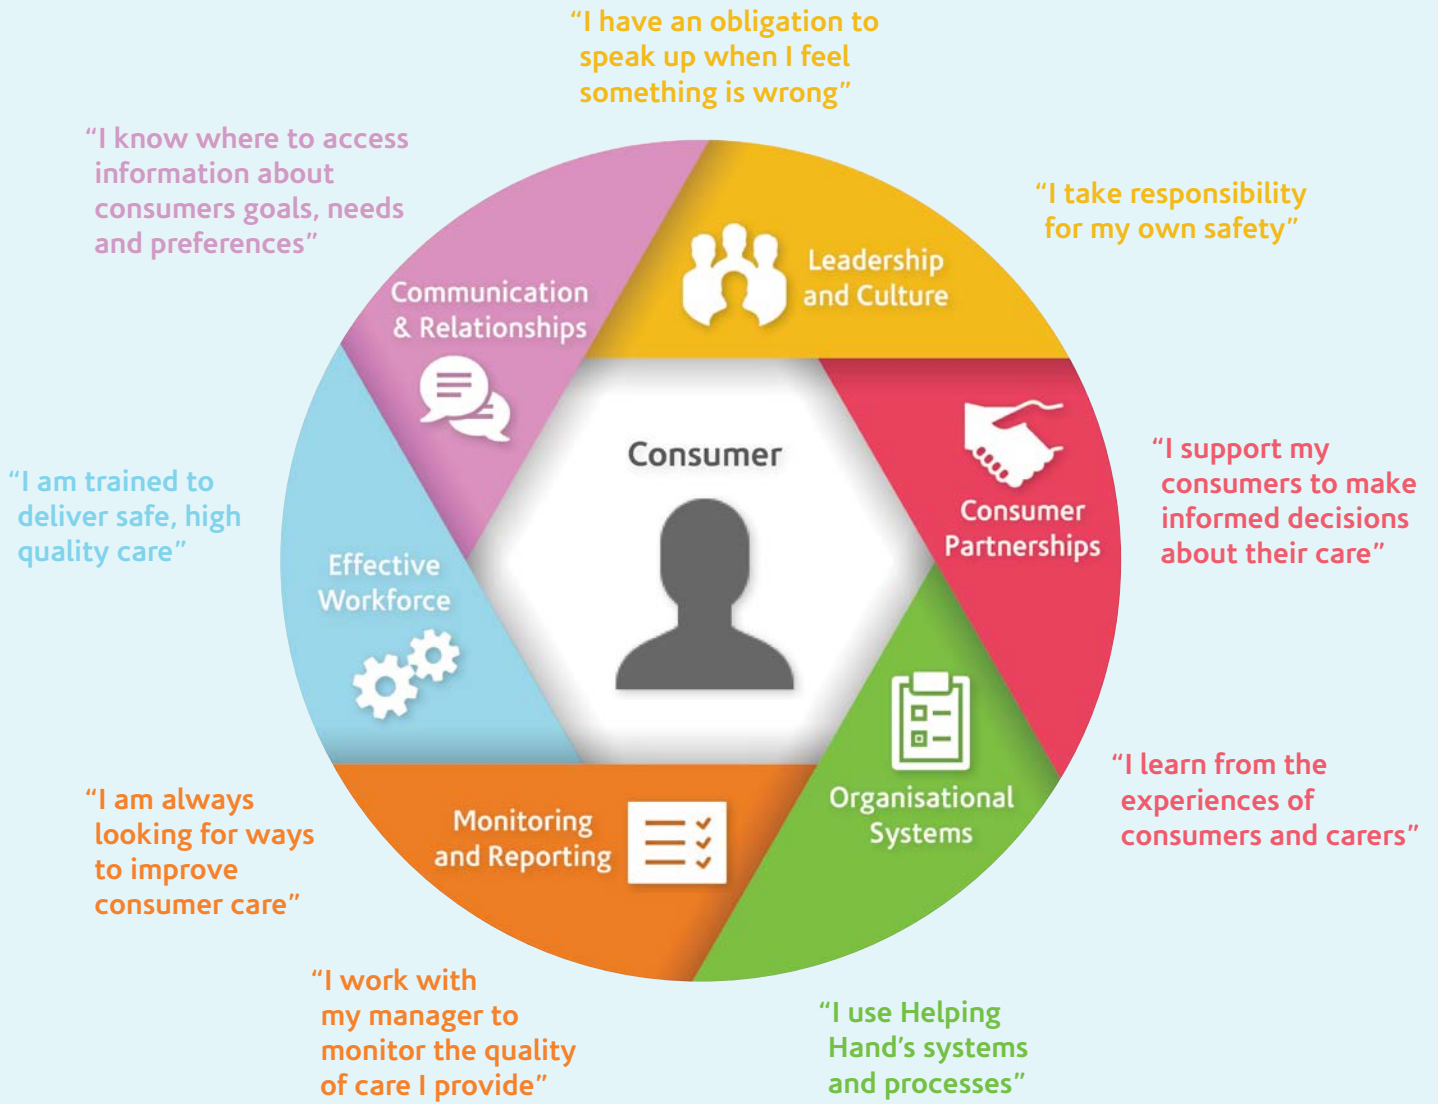 “I have an obligation to
speak up when I feel
something is wrong”
“I know where to access
information about
consumers goals, needs
and preferences”
“I take responsibility
for my own safety”
Leadership
and Culture
Communication
& Relationships
Consumer
“I support my
consumers to make
informed decisions
about their care”
Consumer
Partnerships
“I am trained to
deliver safe, high
quality care”
Effective
Workforce
“I learn from the
experiences of
consumers and carers”
Organisational
Systems
“I am always
looking for ways
to improve
consumer care”
Monitoring
and Reporting
“I work with
my manager to
monitor the quality
of care I provide”
“I use Helping
Hand’s systems
and processes”